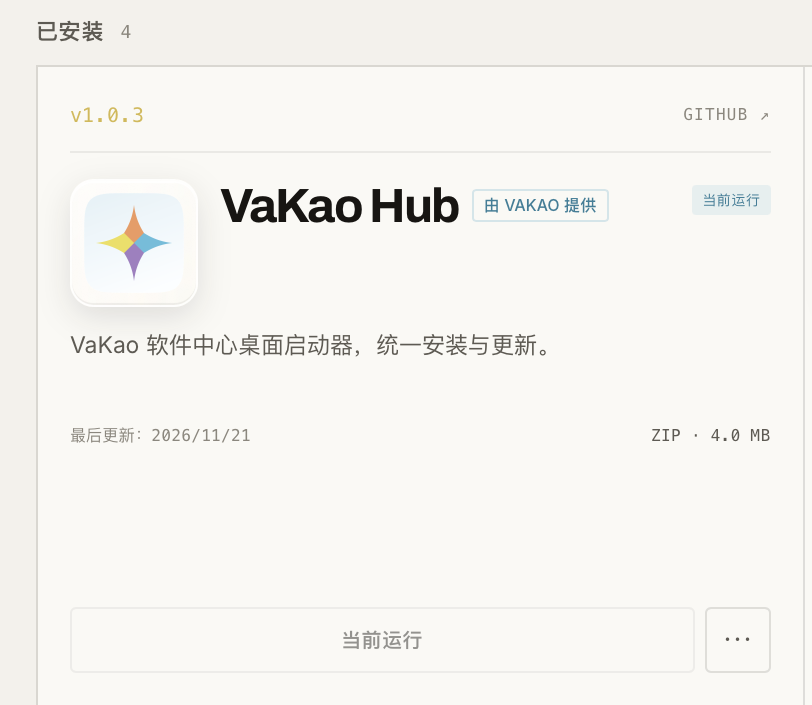 已安装 4
v1.0.3 GITHUB ↗
VaKao Hub 由 VAKAO 提供 当前运行
VaKao 软件中心桌面启动器，统一安装与更新。
最后更新：2026/11/21 ZIP · 4.0 MB
当前运行 ···